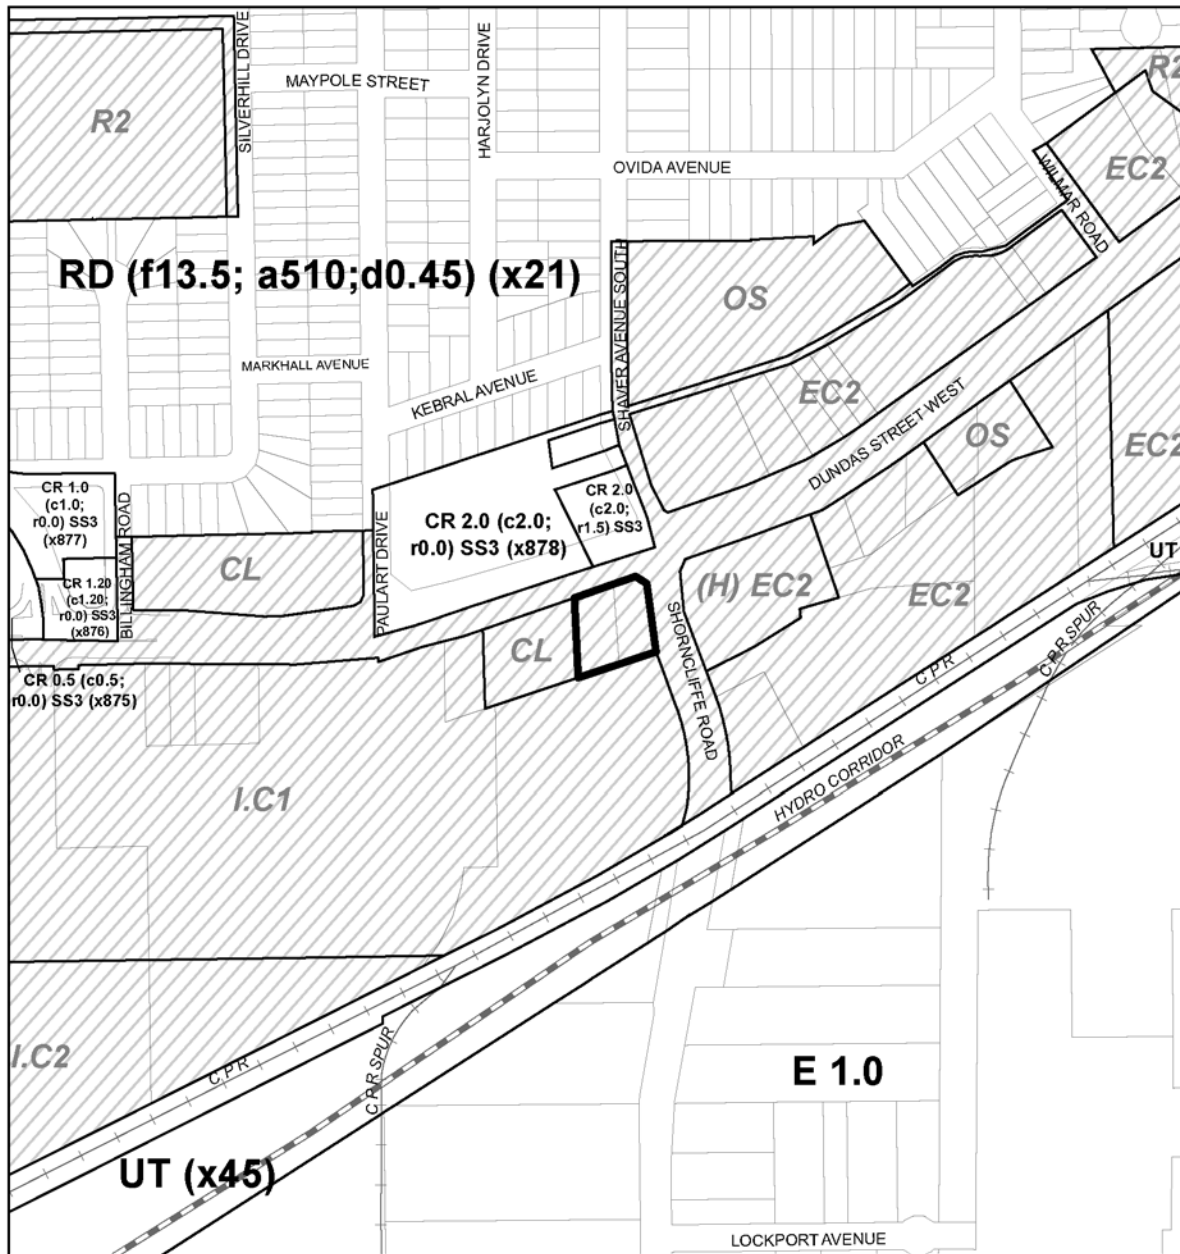 SILVERHILL DRIVE
MAYPOLE STREET
HARJOLYN DRIVE
R2
R2
OVIDA AVENUE
EC2
WILMAR ROAD
RD (f13.5; a510;d0.45) (x21)
SHAVER AVENUE SOUTH
OS
MARKHALL AVENUE
KEBRAL AVENUE
EC2
DUNDAS STREET WEST
OS
EC2
CR 1.0
(c1.0;
r0.0) SS3
(x877)
BILLINGHAM ROAD
PAULART DRIVE
CR 2.0 (c2.0;
r0.0) SS3 (x878)
CR 2.0
(c2.0;
r1.5) SS3
UT
CL
CR 1.20
(c1.20;
r0.0) SS3
(x876)
(H) EC2
EC2
CL
SHORNCLIFFE ROAD
C P R SPUR
C P R
CR 0.5 (c0.5;
r0.0) SS3 (x875)
HYDRO CORRIDOR
I.C1
I.C2
C P R
C P R SPUR
E 1.0
UT (x45)
LOCKPORT AVENUE